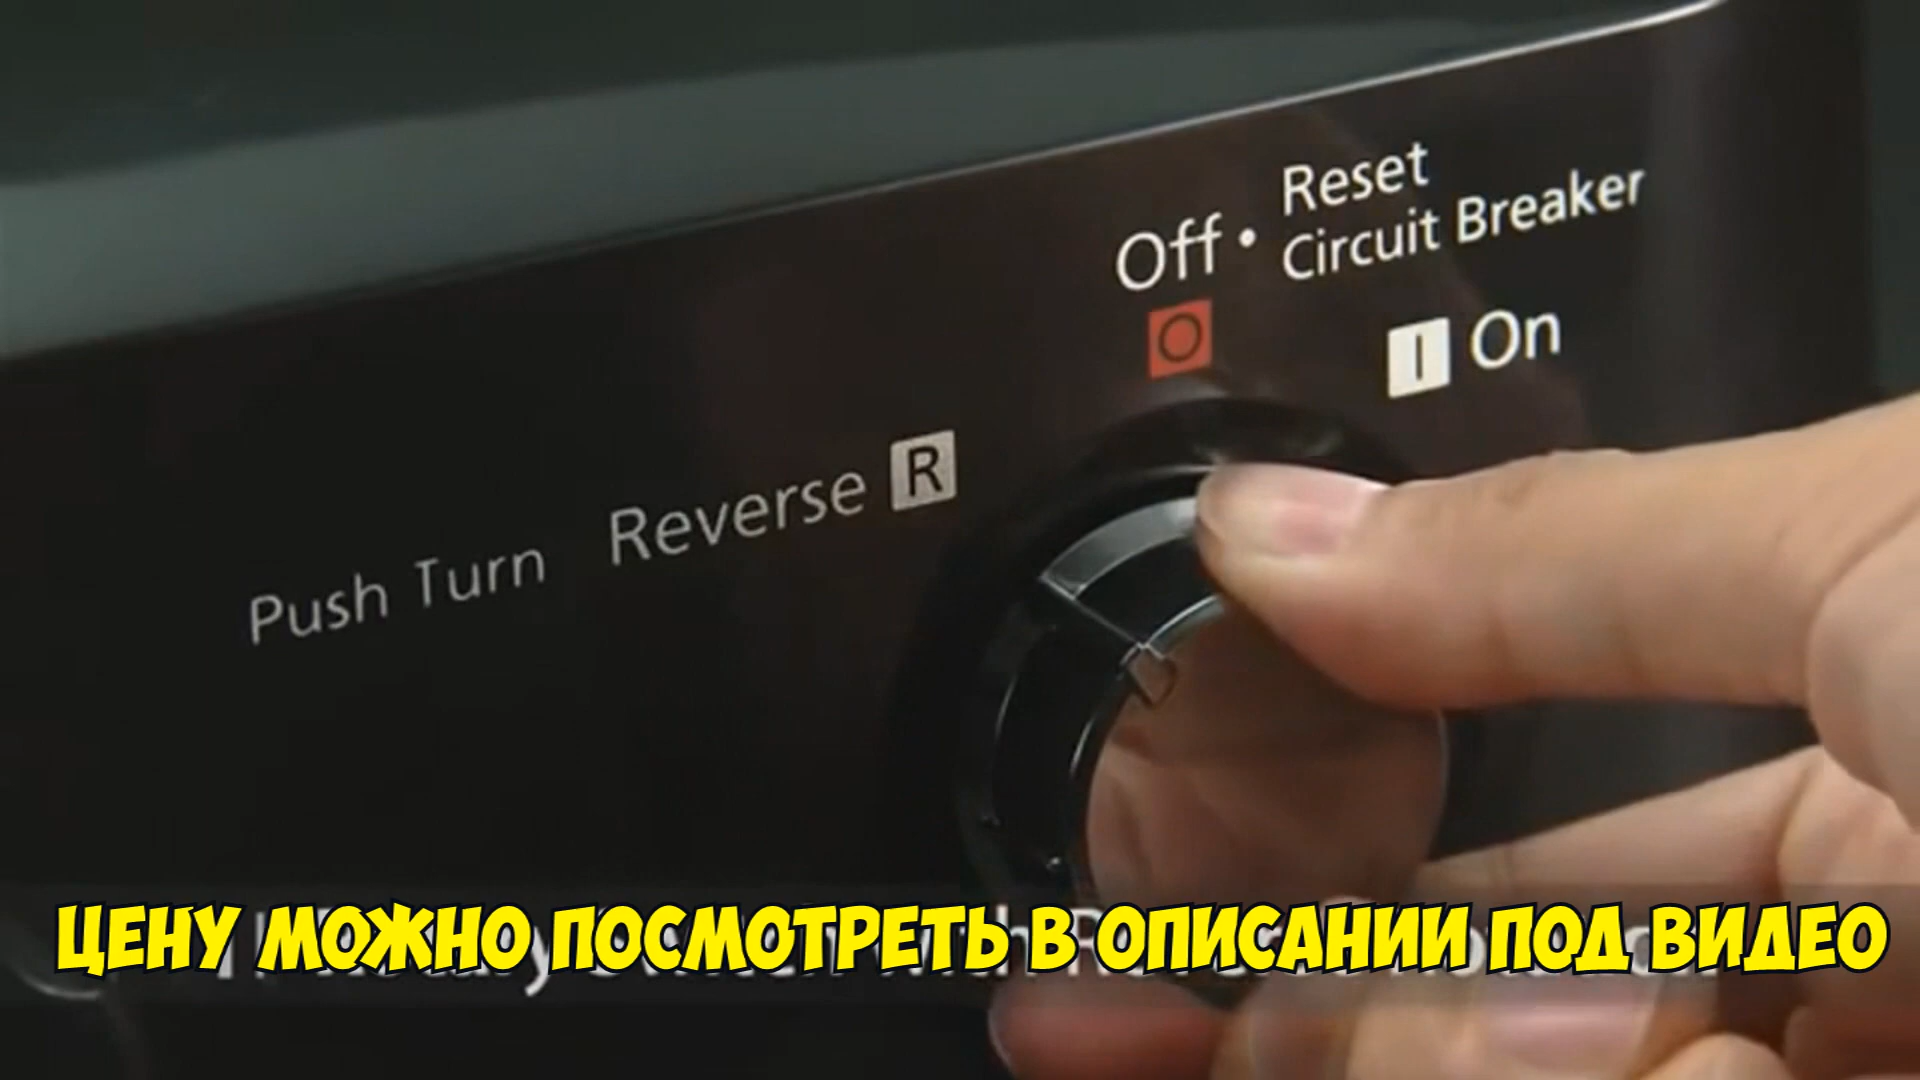 Reset
Off • Circuit Breaker
O
I On
Reverse R
Push Turn
ЦЕНУ МОЖНО ПОСМОТРЕТЬ В ОПИСАНИИ ПОД ВИДЕО